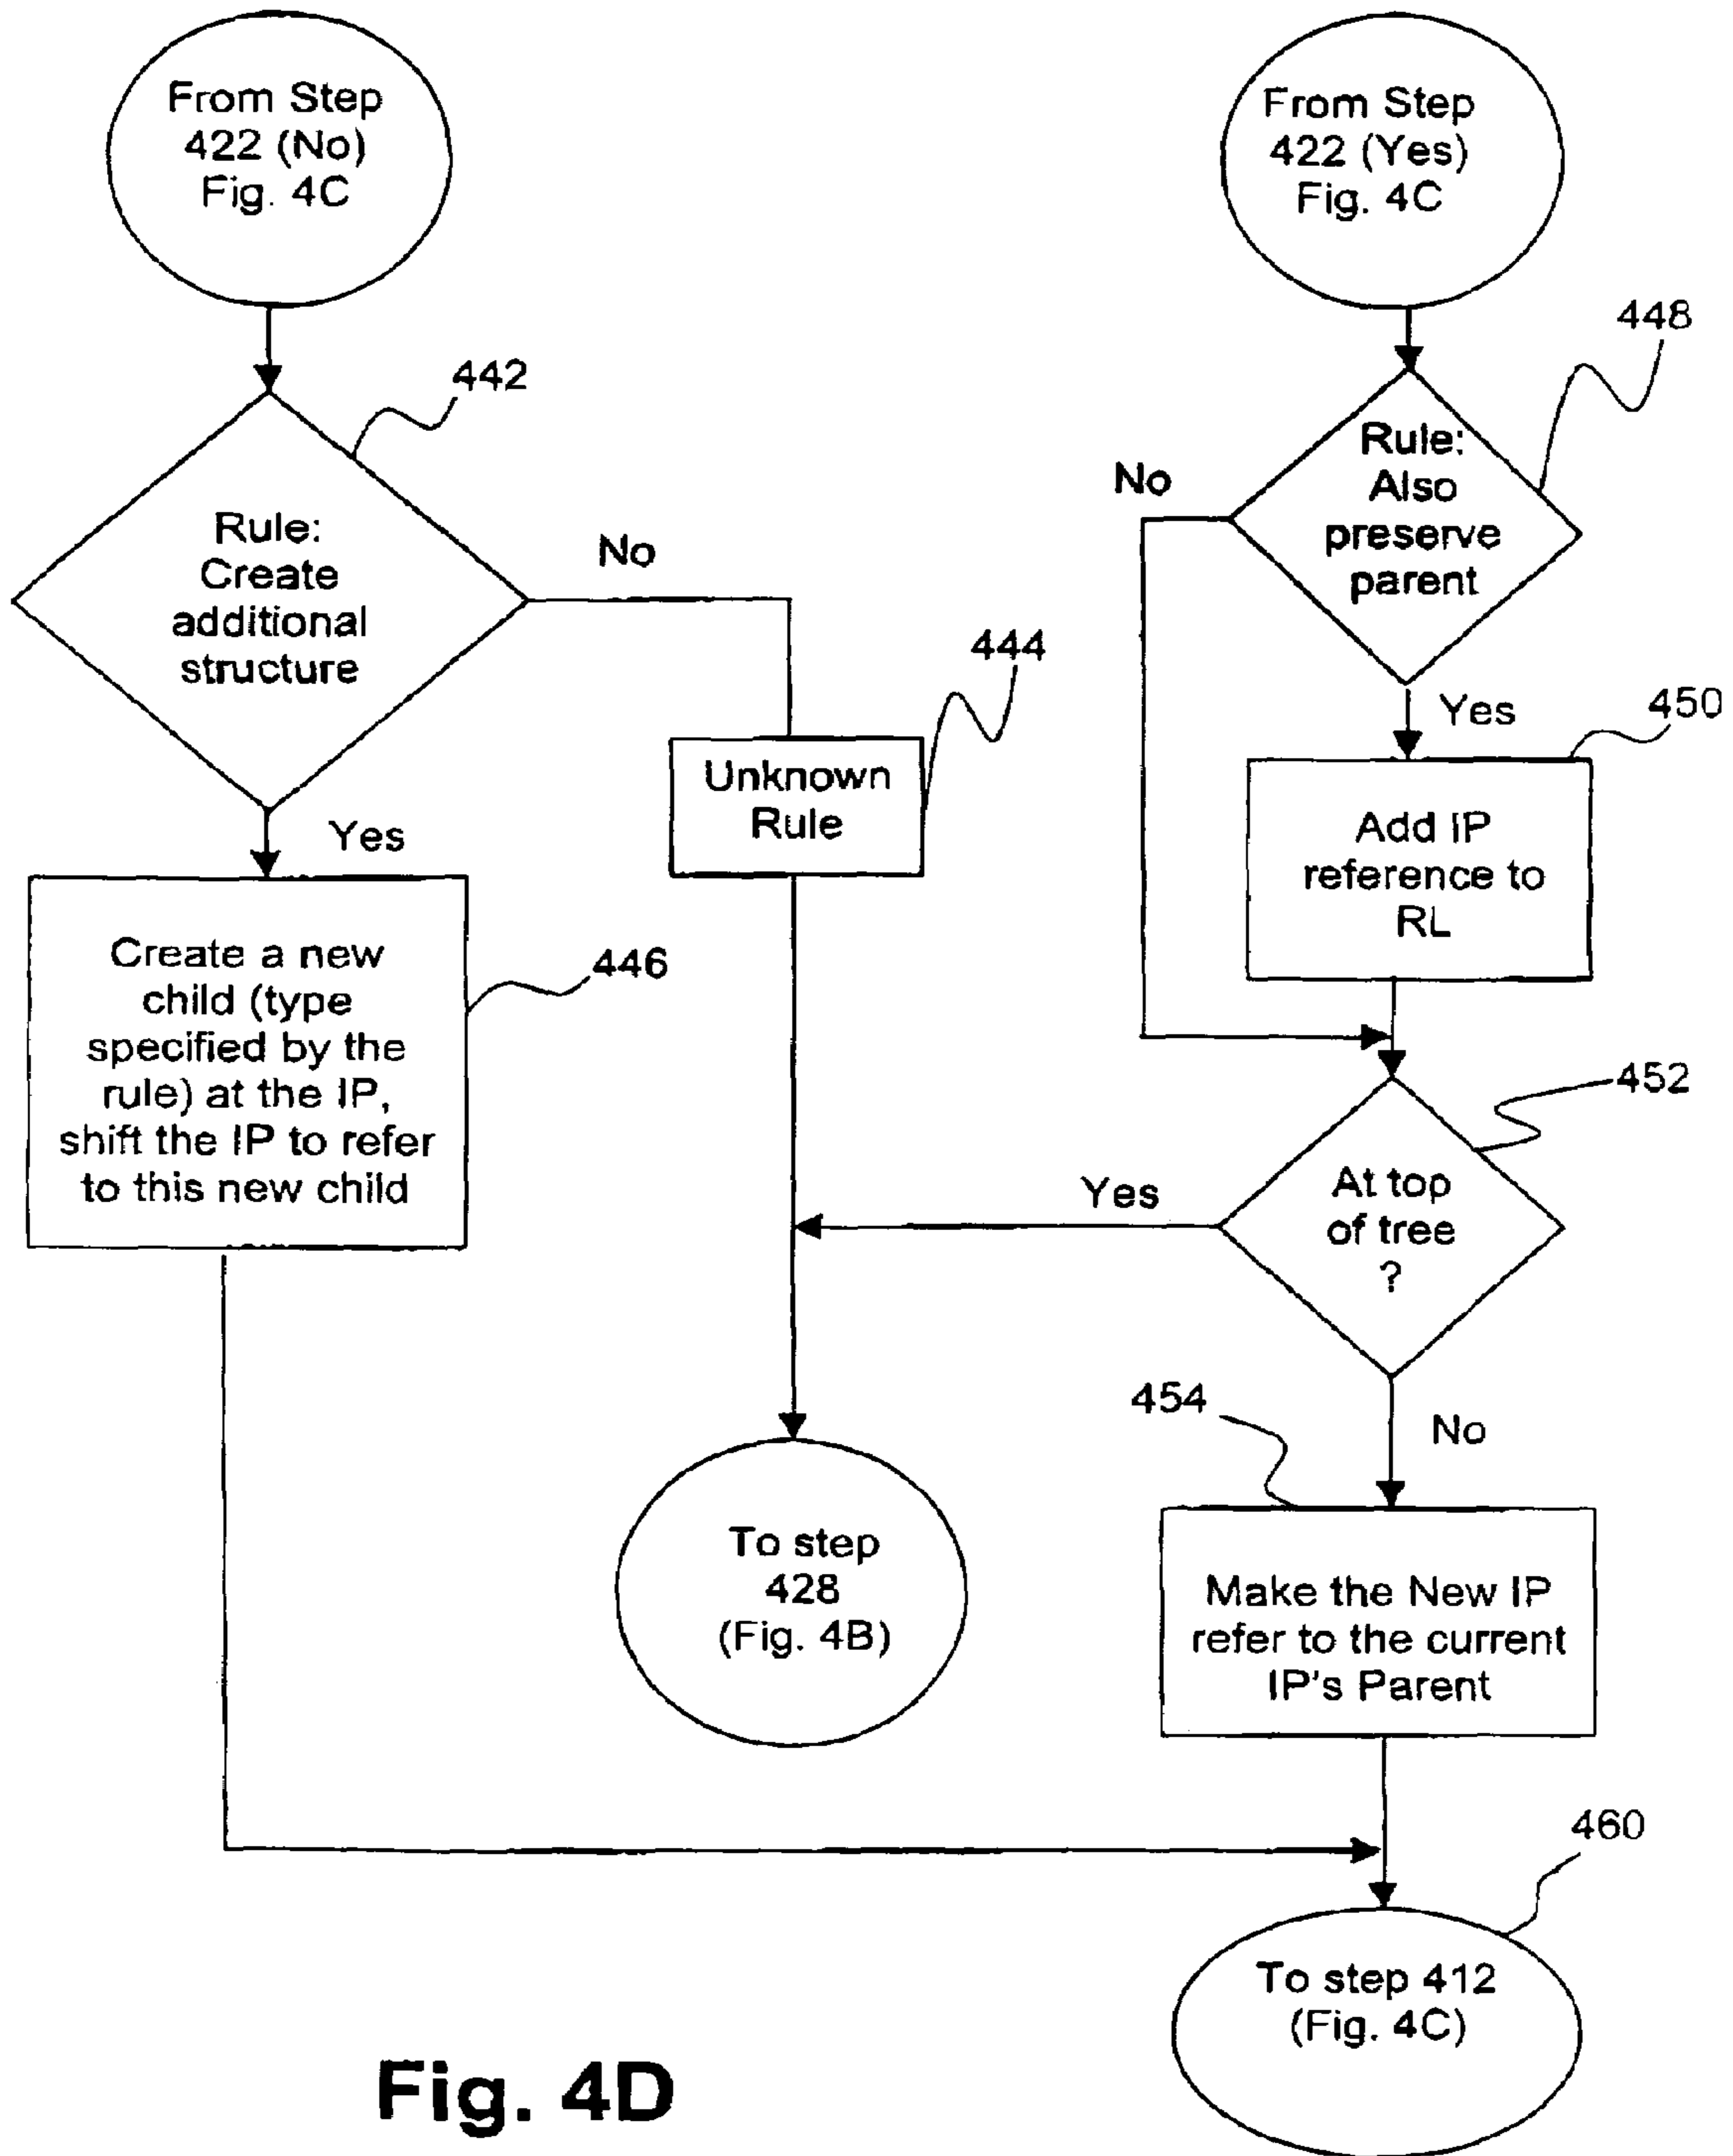 From Step
422 (No)
Fig. 4C
From Step
422 (Yes)
Fig. 4C
442
Rule:
Create
additional
structure
No
Yes
444
Unknown
Rule
446
Create a new
child (type
specified by the
rule) at the IP,
shift the IP to refer
to this new child
448
Rule:
Also
preserve
parent
No
Yes
450
Add IP
reference to
RL
452
At top
of tree
?
Yes
No
To step
428
(Fig. 4B)
454
Make the New IP
refer to the current
IP's Parent
460
To step 412
(Fig. 4C)
Fig. 4D